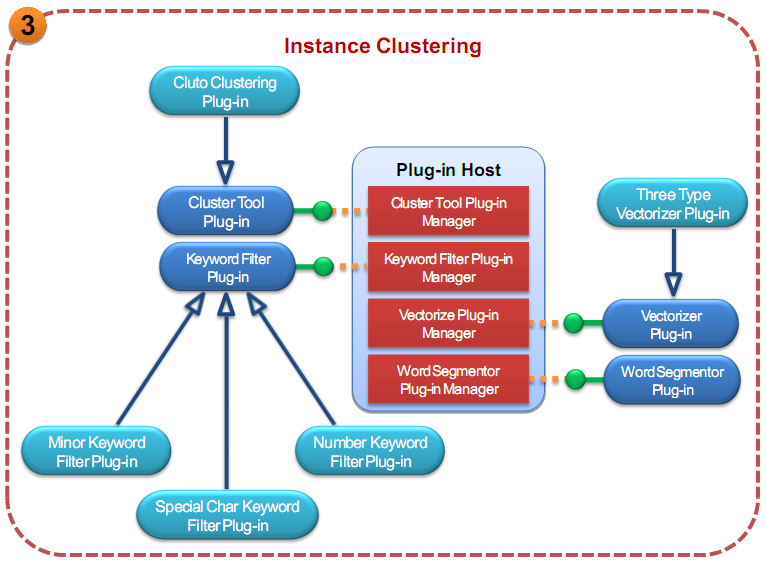 3
Instance Clustering
Cluto Clustering
Plug-in
Plug-in Host
Cluster Tool
Plug-in
Cluster Tool Plug-in
Manager
Three Type
Vectorizer Plug-in
Keyword Filter
Plug-in
Keyword Filter Plug-in
Manager
Vectorize Plug-in
Manager
Vectorizer
Plug-in
Word Segmentor
Plug-in Manager
Word Segmentor
Plug-in
Minor Keyword
Filter Plug-in
Number Keyword
Filter Plug-in
Special Char Keyword
Filter Plug-in